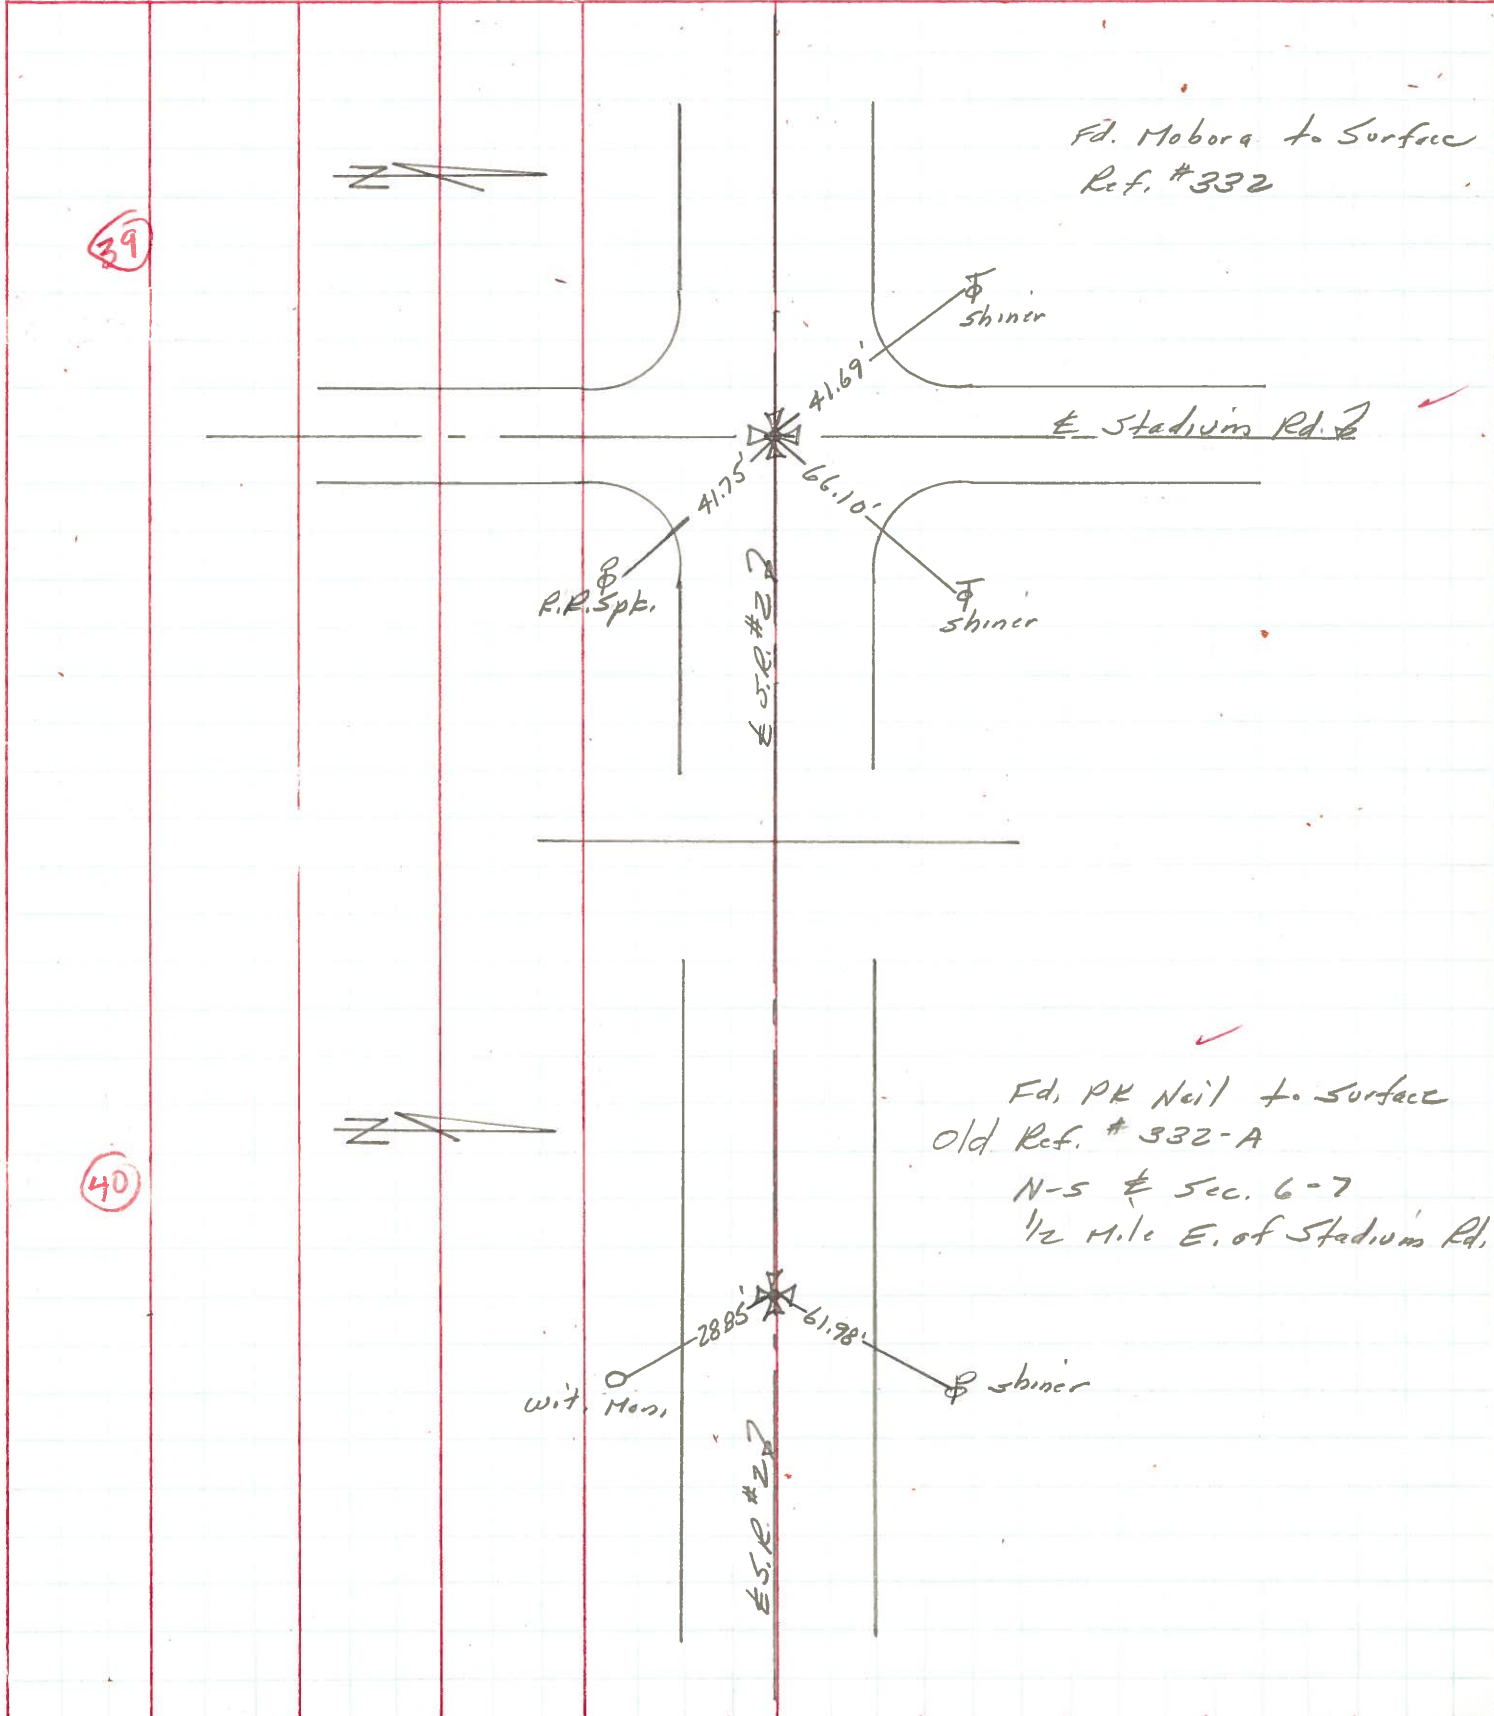 Fd. Mobora to Surface
Ref. #332
N
39
shiner
41.69'
℄ Stadium Rd.
41.75'
66.10'
R.R. Spk.
shiner
℄ S.R. #27
Fd. PK Nail to Surface
Old Ref. # 332-A
N
40
N-S ℄ Sec. 6-7
1/2 Mile E. of Stadium Rd.
28.85'
61.98'
wit. Mon.
shiner
℄ S.R. #27